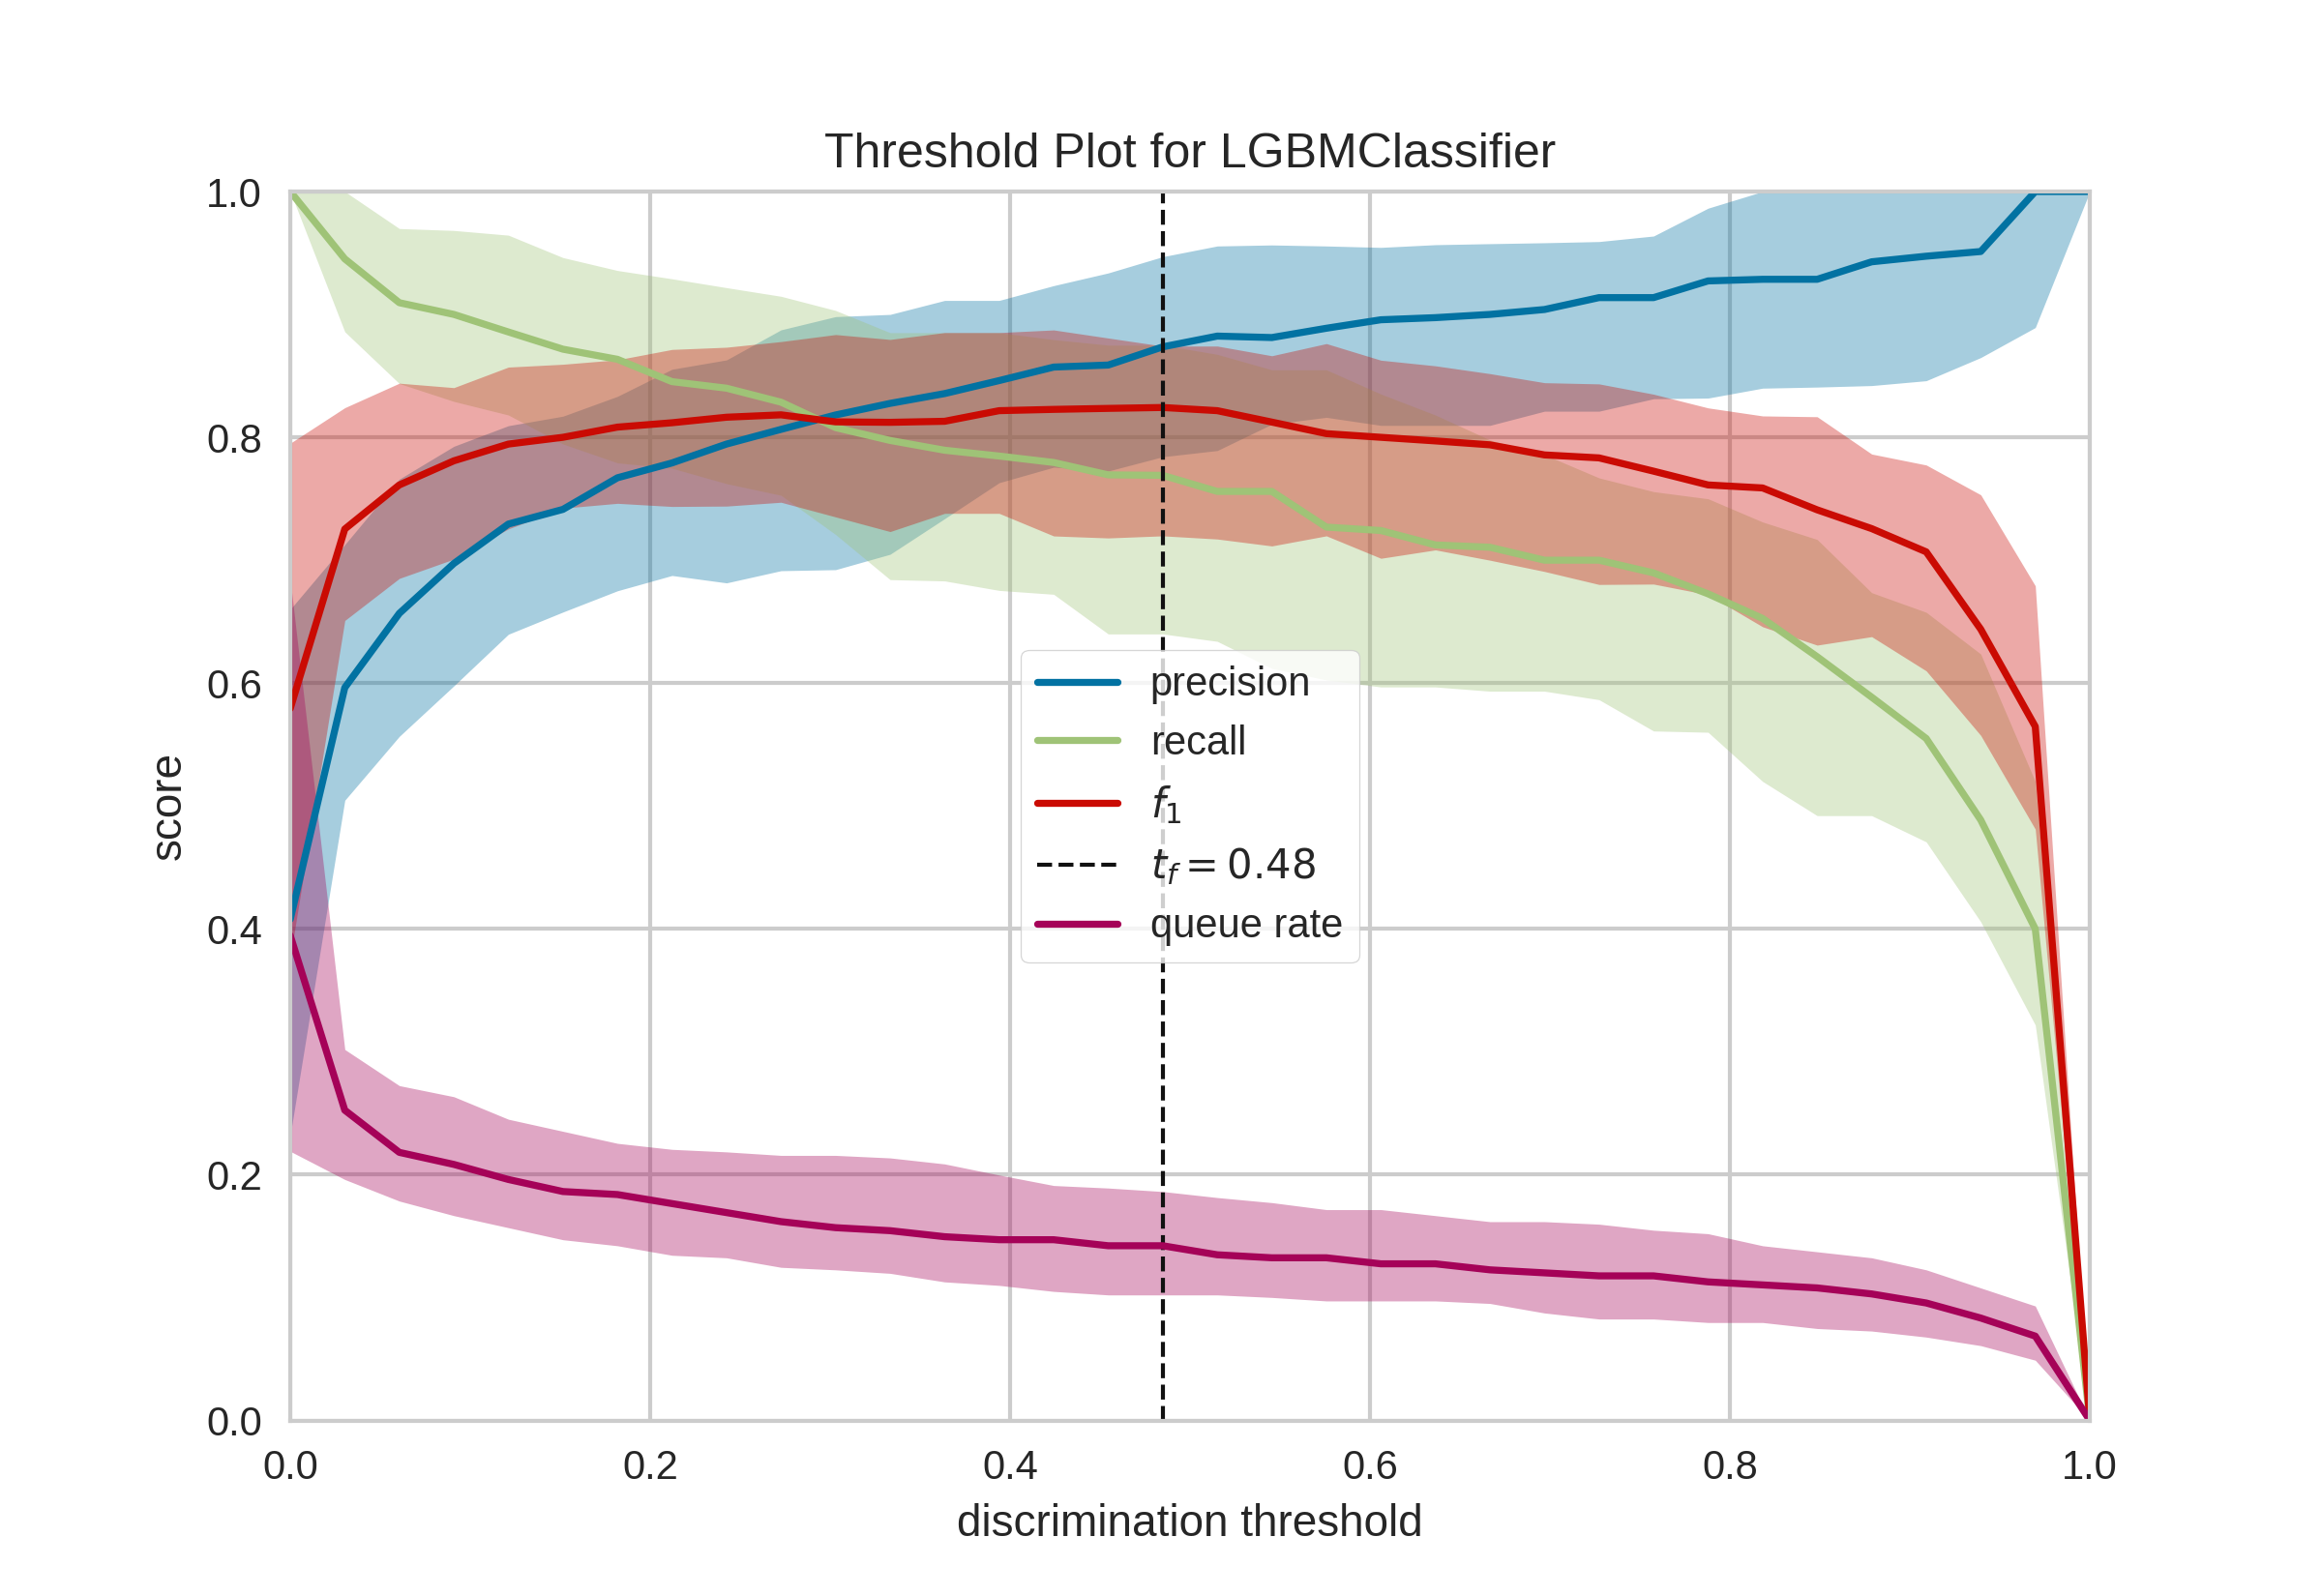 Threshold Plot for LGBMClassifier
1.0
0.8
0.6
0.4
0.2
0.0
score
precision
recall
f₁
t_f = 0.48
queue rate
0.0 0.2 0.4 0.6 0.8 1.0
discrimination threshold